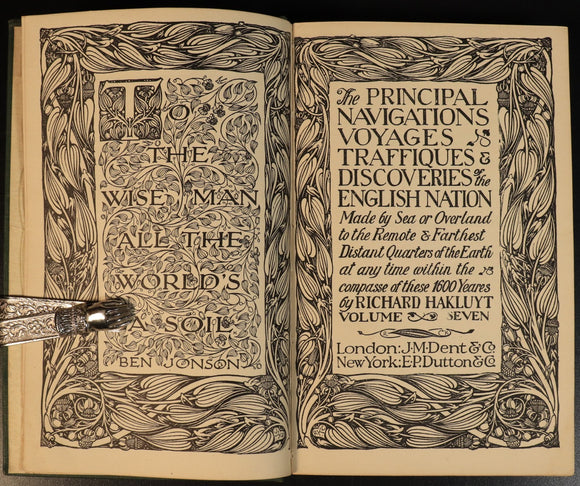 TO
THE
WISE MAN
ALL THE
WORLD'S
A SOIL
BEN JONSON
The PRINCIPAL
NAVIGATIONS
VOYAGES
TRAFFIQUES &
DISCOVERIES of the
ENGLISH NATION
Made by Sea or Overland
to the Remote & Farthest
Distant Quarters of the Earth
at any time within the
compasse of these 1600 Yeares
by RICHARD HAKLUYT
VOLUME SEVEN
London: J.M. Dent & Co.
New York: E.P. Dutton & Co.